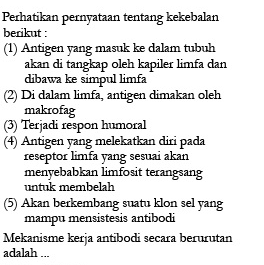 Perhatikan pernyataan tentang kekebalan
berikut :
(1) Antigen yang masuk ke dalam tubuh
akan di tangkap oleh kapiler limfa dan
dibawa ke simpul limfa
(2) Di dalam limfa, antigen dimakan oleh
makrofag
(3) Terjadi respon humoral
(4) Antigen yang melekatkan diri pada
reseptor limfa yang sesuai akan
menyebabkan limfosit terangsang
untuk membelah
(5) Akan berkembang suatu klon sel yang
mampu mensistesis antibodi
Mekanisme kerja antibodi secara berurutan
adalah ...